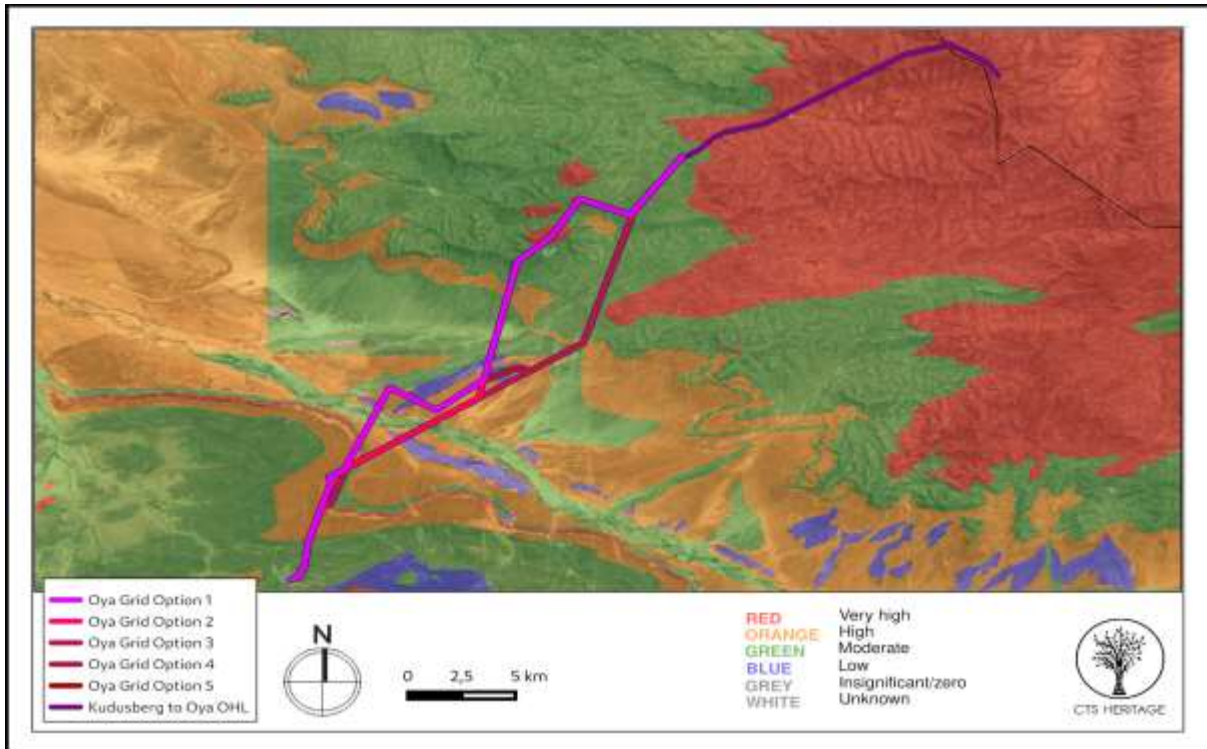 Oya Grid Option 1
Oya Grid Option 2
Oya Grid Option 3
Oya Grid Option 4
Oya Grid Option 5
Kudusberg to Oya OHL
N
0 2,5 5 km
RED Very high
ORANGE High
GREEN Moderate
BLUE Low
GREY Insignificant/zero
WHITE Unknown
CTS HERITAGE